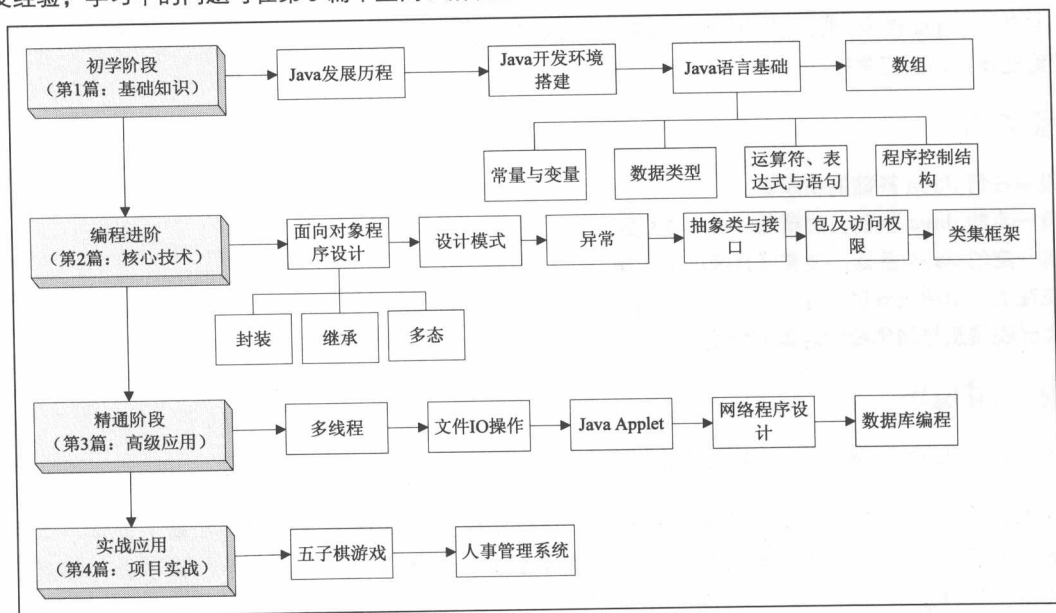 初学阶段
（第1篇：基础知识）
Java发展历程
Java开发环境
搭建
Java语言基础
数组
常量与变量
数据类型
运算符、表
达式与语句
程序控制结
构
编程进阶
（第2篇：核心技术）
面向对象程
序设计
设计模式
异常
抽象类与接
口
包及访问权
限
类集框架
封装
继承
多态
精通阶段
（第3篇：高级应用）
多线程
文件IO操作
Java Applet
网络程序设
计
数据库编程
实战应用
（第4篇：项目实战）
五子棋游戏
人事管理系统